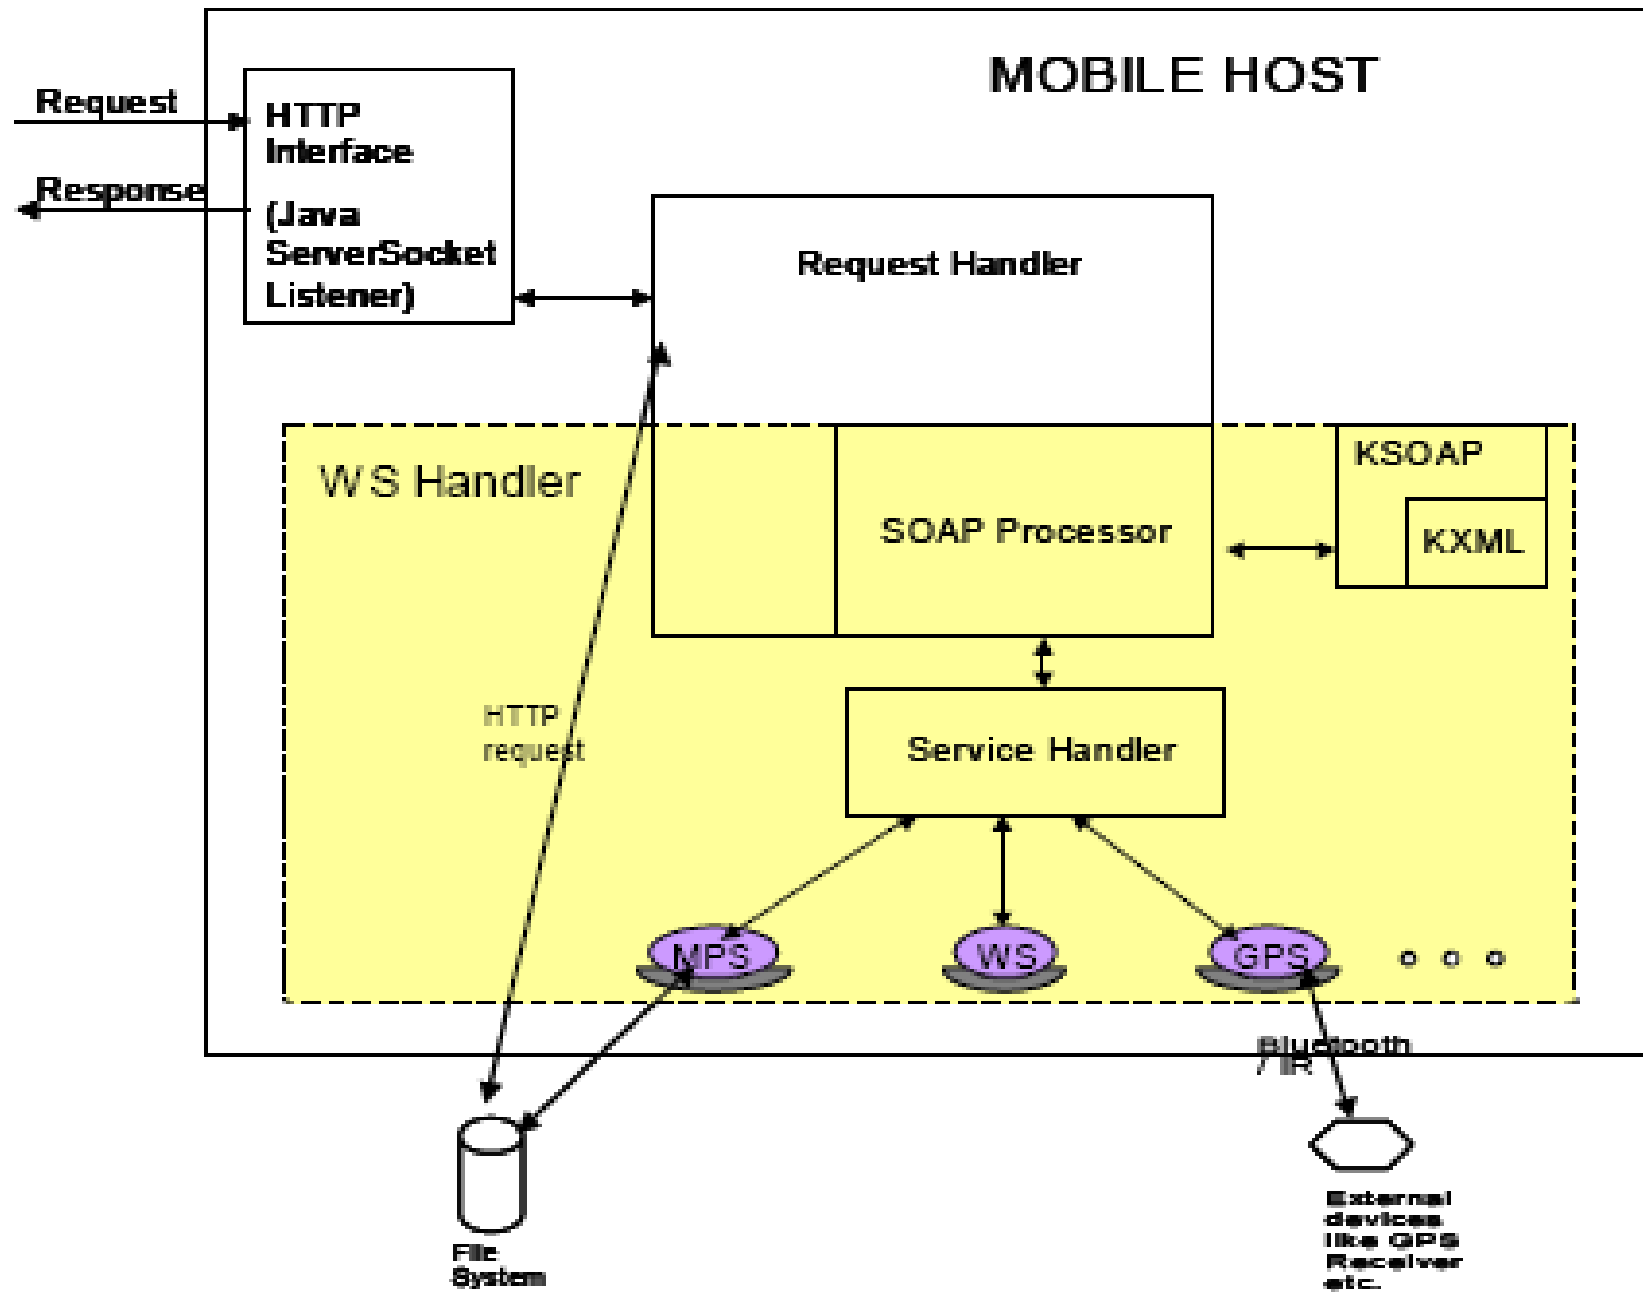 MOBILE HOST
Request
Response
HTTP
Interface
(Java
ServerSocket
Listener)
Request Handler
WS Handler
SOAP Processor
KSOAP
KXML
HTTP
request
Service Handler
MPS
WS
GPS
Bluetooth
/ IR
File
System
External
devices
like GPS
Receiver
etc.